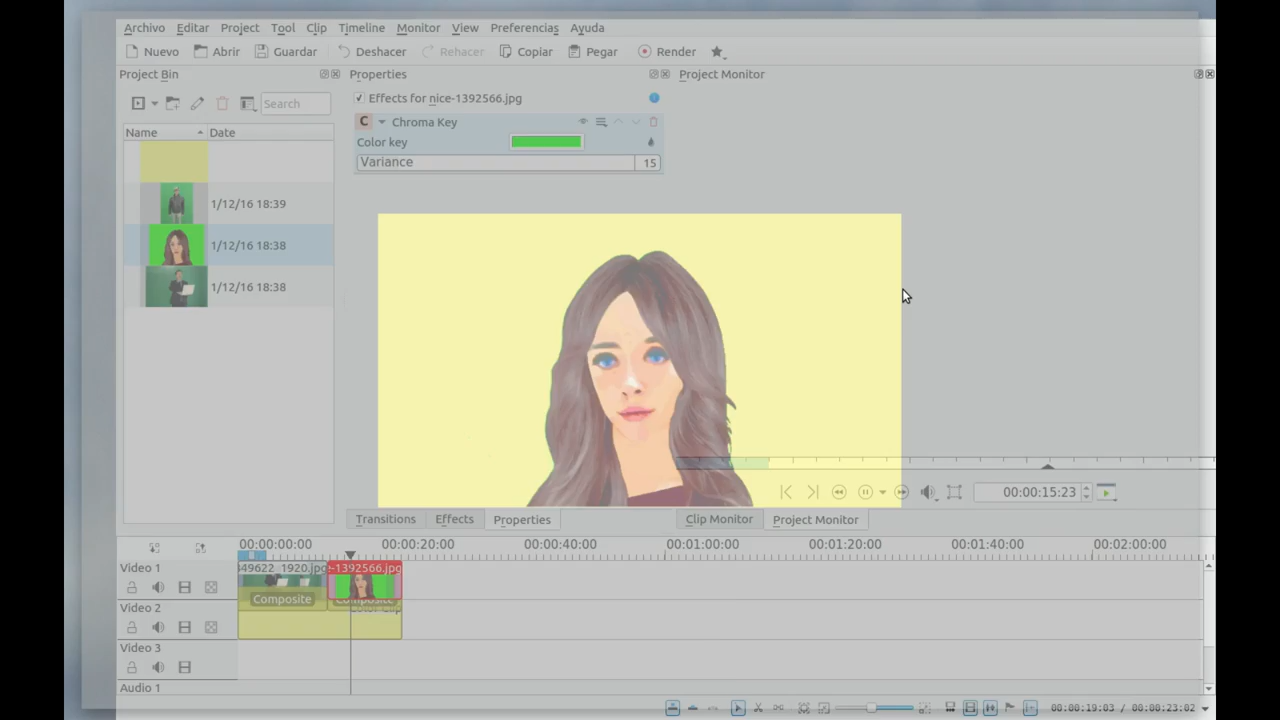 Archivo Editar Project Tool Clip Timeline Monitor View Preferencias Ayuda
Nuevo Abrir Guardar Deshacer Rehacer Copiar Pegar Render
Project Bin
Properties
Project Monitor
Search
Effects for nice-1392566.jpg
C Chroma Key
Name Date
Color key
Variance 15
1/12/16 18:39
1/12/16 18:38
1/12/16 18:38
00:00:15:23
Transitions Effects Properties
Clip Monitor Project Monitor
00:00:00:00 00:00:20:00 00:00:40:00 00:01:00:00 00:01:20:00 00:01:40:00 00:02:00:00
Video 1
349622_1920.jpg
-1392566.jpg
Composite
Composite
Video 2
Video 3
Audio 1
00:00:19:03 / 00:00:23:02